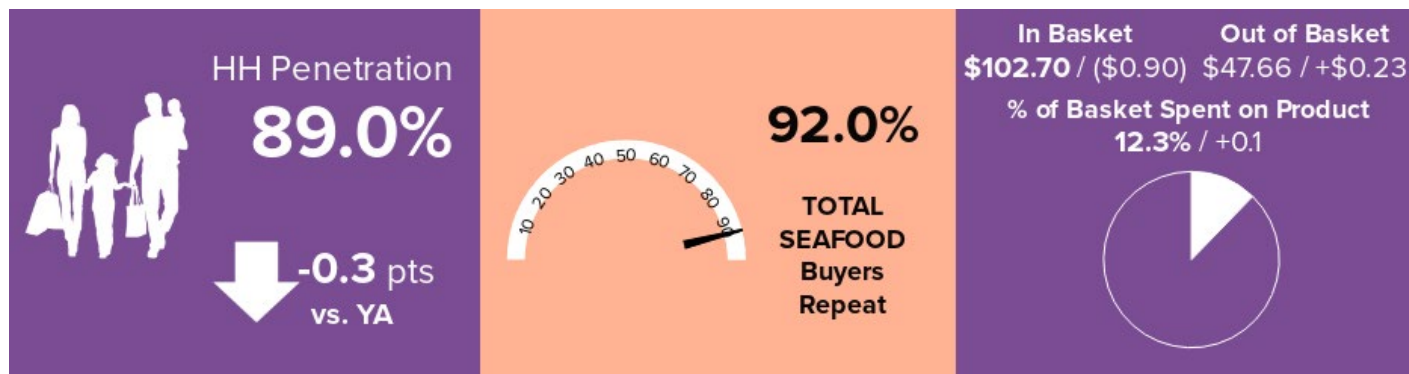 HH Penetration
89.0%
-0.3 pts
vs. YA
10 20 30 40 50 60 70 80 90
92.0%
TOTAL
SEAFOOD
Buyers
Repeat
In Basket Out of Basket
$102.70 / ($0.90) $47.66 / +$0.23
% of Basket Spent on Product
12.3% / +0.1